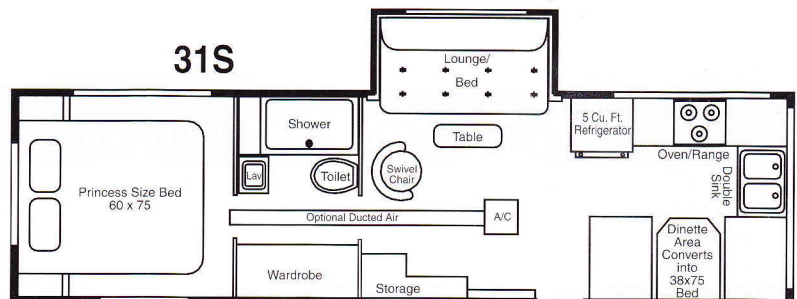 31S
Lounge/
Bed
Shower
5 Cu. Ft.
Refrigerator
Table
Oven/Range
Double
Sink
Lav
Toilet
Swivel
Chair
Princess Size Bed
60 x 75
Optional Ducted Air
A/C
Dinette
Area
Converts
into
38x75
Bed
Wardrobe
Storage